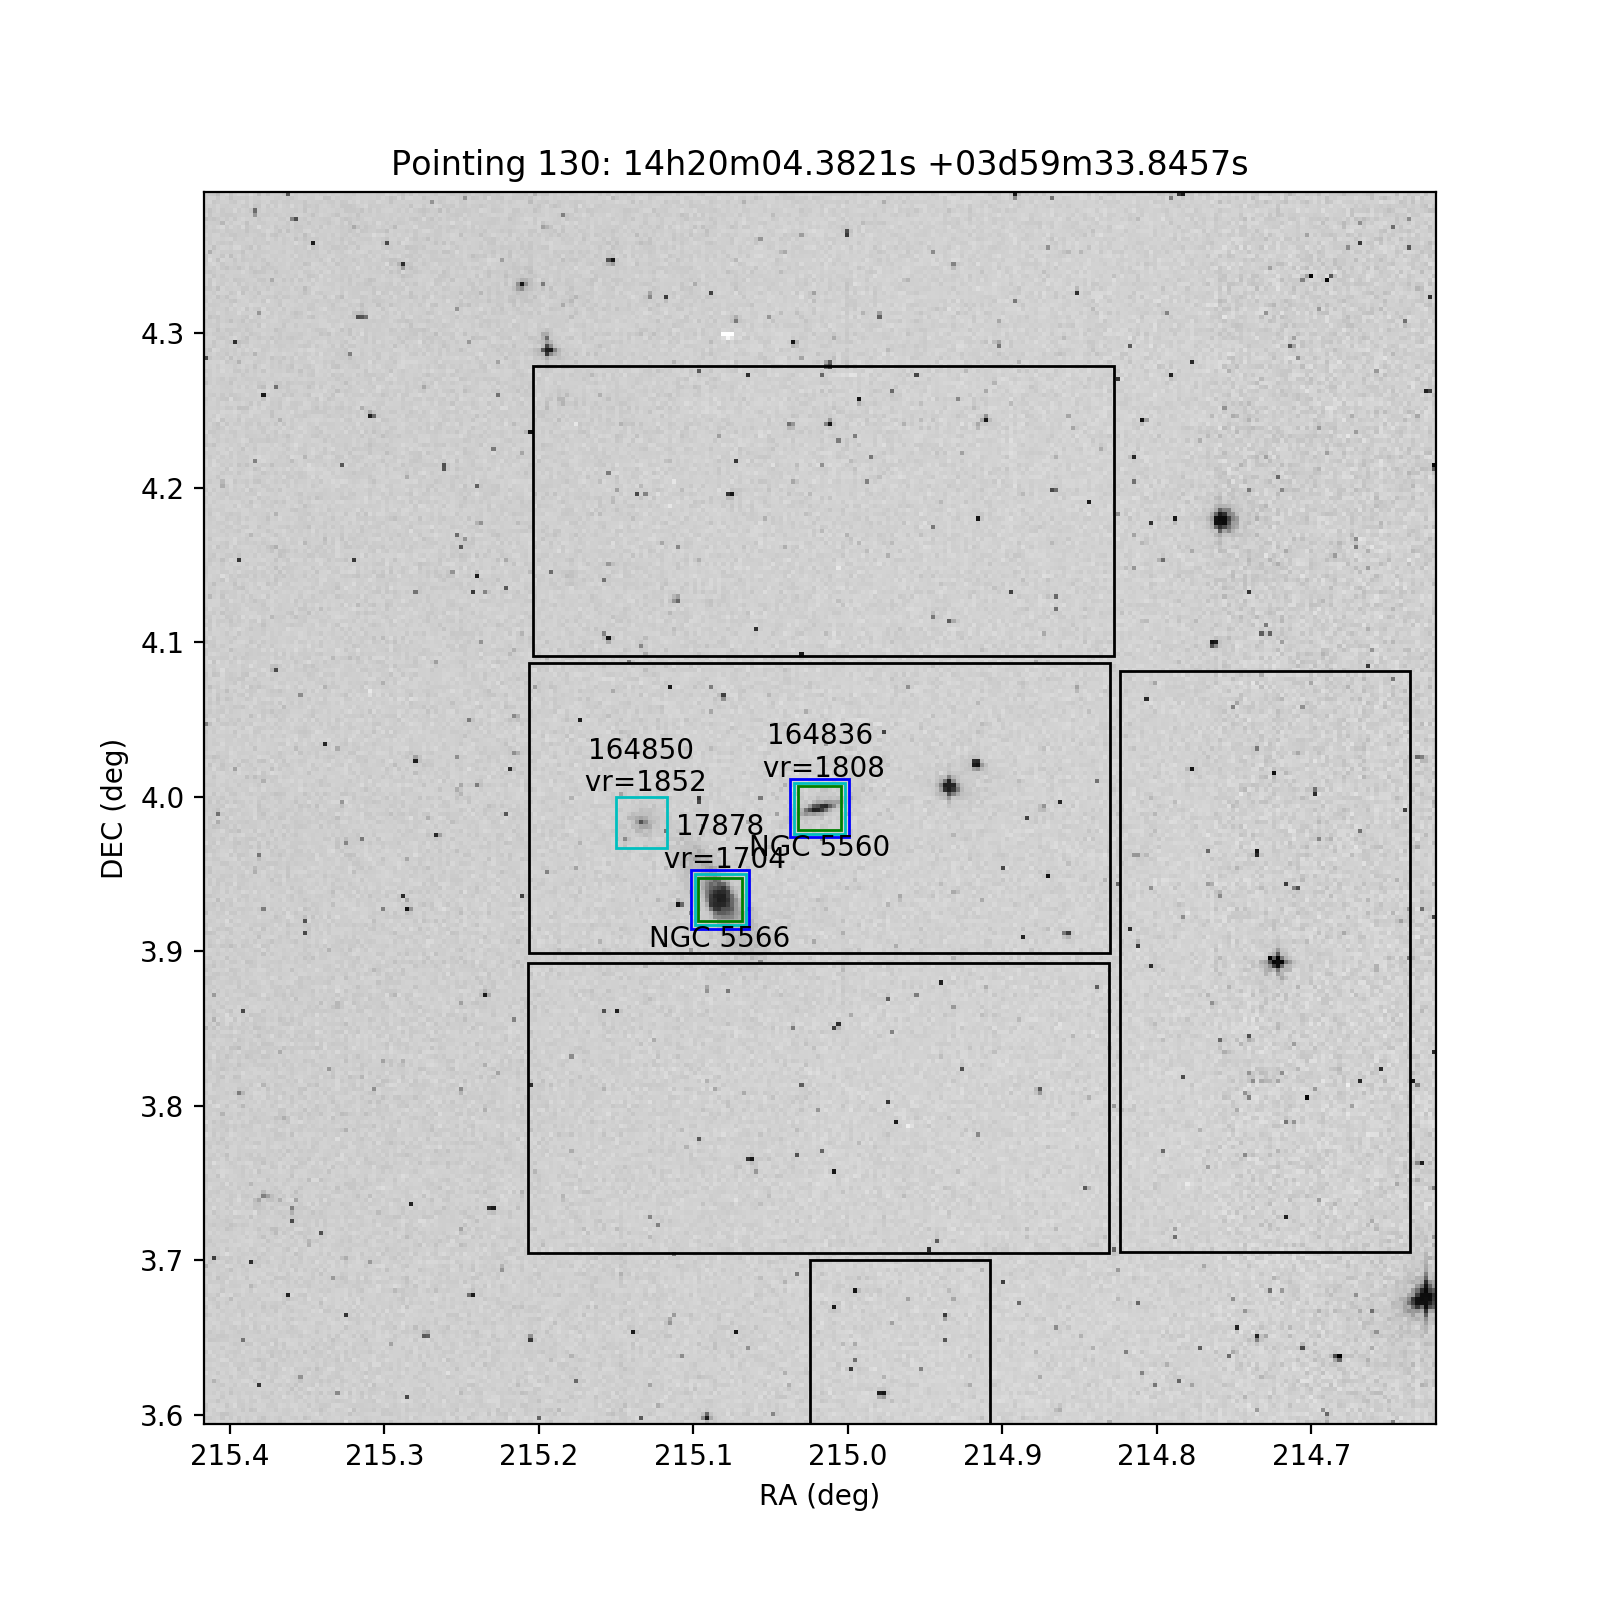 Pointing 130: 14h20m04.3821s +03d59m33.8457s
4.3
4.2
4.1
4.0
3.9
3.8
3.7
3.6
DEC (deg)
164850
vr=1852
164836
vr=1808
NGC 5560
17878
vr=1704
NGC 5566
215.4 215.3 215.2 215.1 215.0 214.9 214.8 214.7
RA (deg)